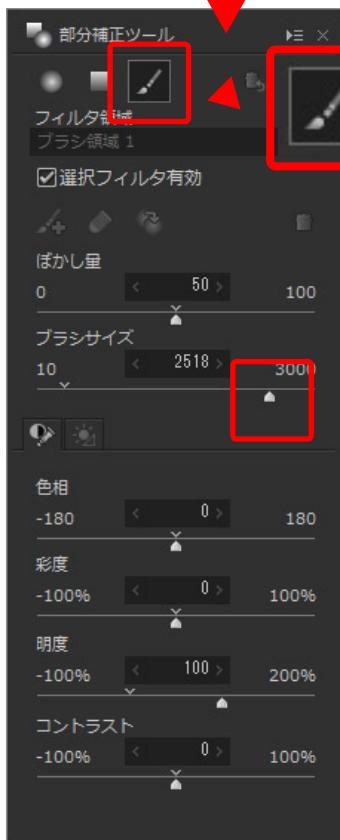 部分補正ツール
フィルタ領域
ブラシ領域 1
選択フィルタ有効
ぼかし量
0 50 100
ブラシサイズ
10 2518 3000
色相
-180 0 180
彩度
-100% 0 100%
明度
-100% 100 200%
コントラスト
-100% 0 100%